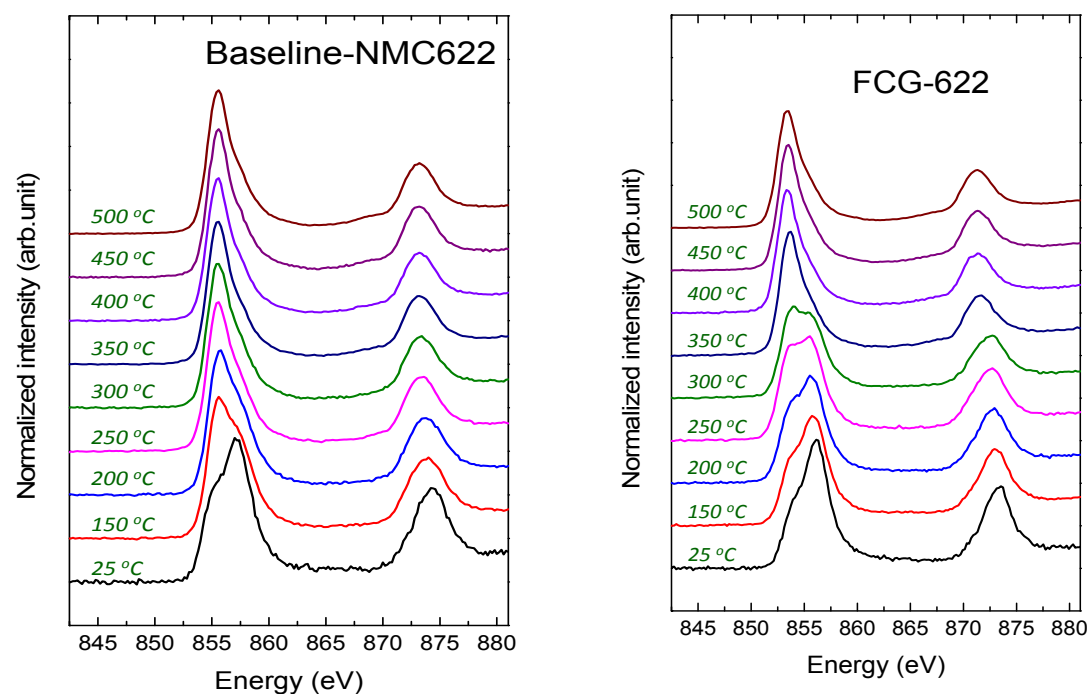 Baseline-NMC622
Normalized intensity (arb.unit)
500 °C
450 °C
400 °C
350 °C
300 °C
250 °C
200 °C
150 °C
25 °C
845 850 855 860 865 870 875 880
Energy (eV)
FCG-622
Normalized intensity (arb.unit)
500 °C
450 °C
400 °C
350 °C
300 °C
250 °C
200 °C
150 °C
25 °C
845 850 855 860 865 870 875 880
Energy (eV)